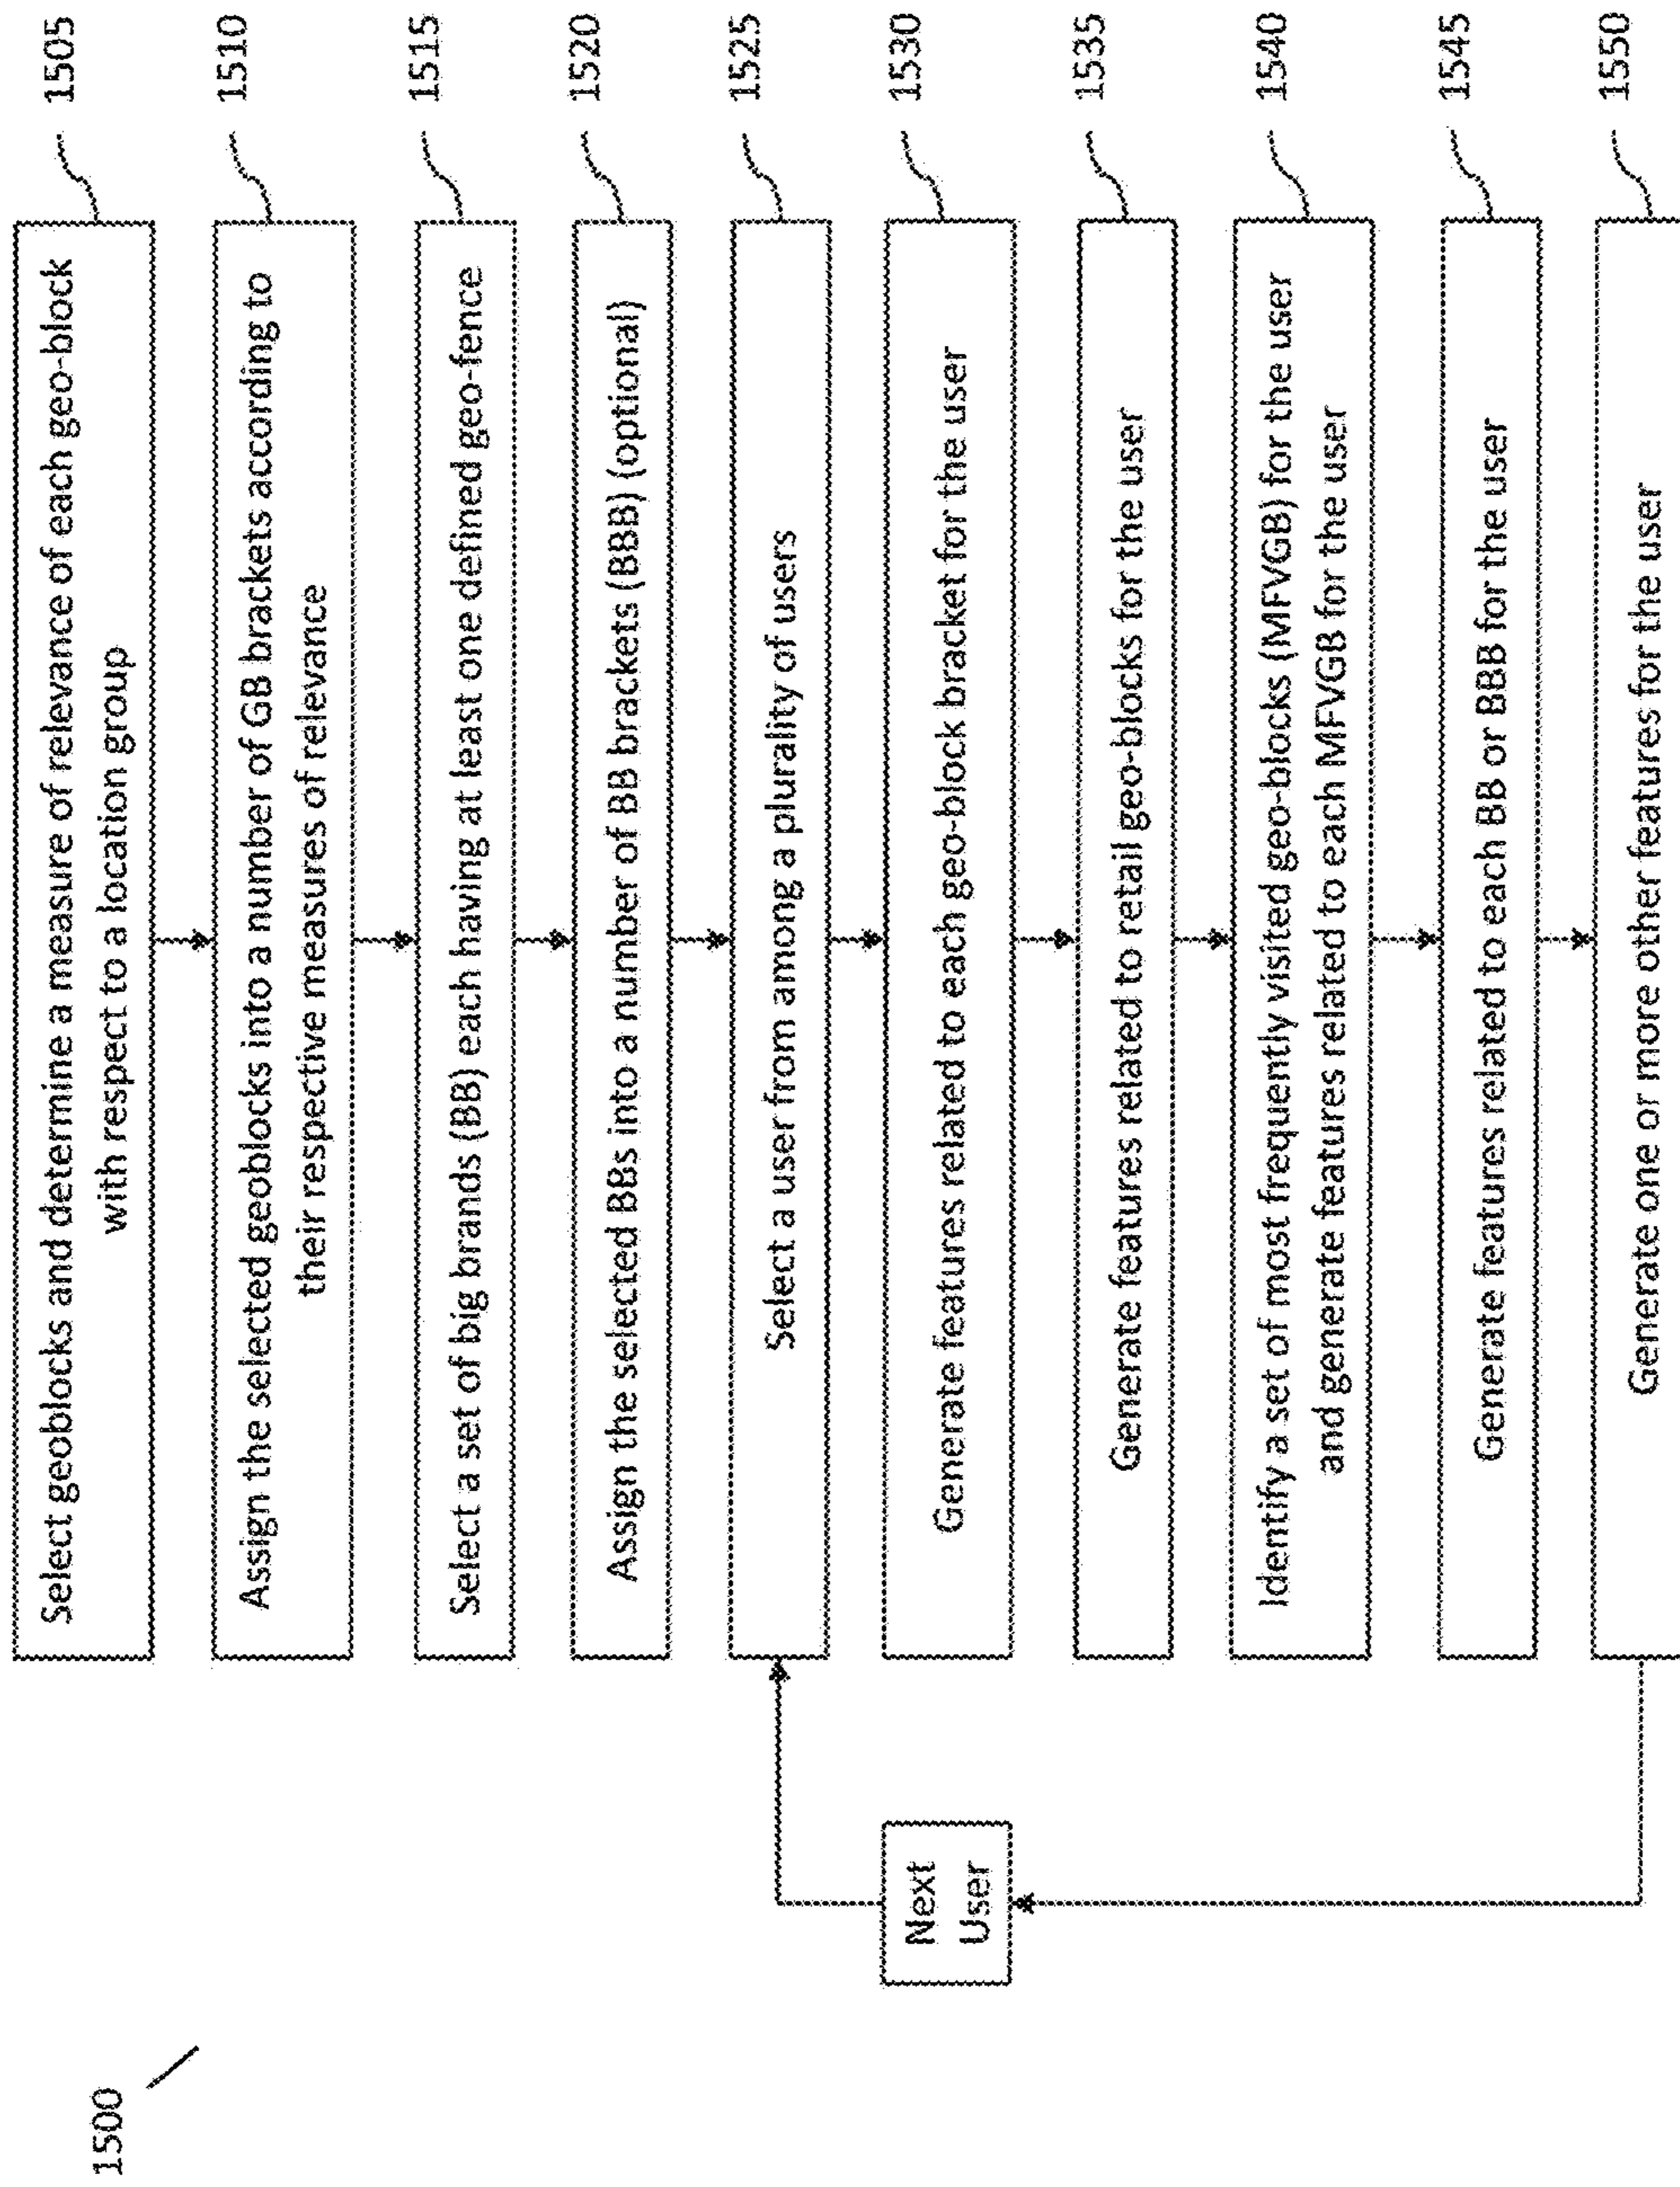 1500
Select geoblocks and determine a measure of relevance of each geo-block
with respect to a location group
1505
Assign the selected geoblocks into a number of GB brackets according to
their respective measures of relevance
1510
Select a set of big brands (BB) each having at least one defined geo-fence
1515
Assign the selected BBs into a number of BB brackets (BBB) (optional)
1520
Select a user from among a plurality of users
1525
Generate features related to each geo-block bracket for the user
1530
Generate features related to retail geo-blocks for the user
1535
Identify a set of most frequently visited geo-blocks (MFVGB) for the user
and generate features related to each MFVGB for the user
1540
Generate features related to each BB or BBB for the user
1545
Generate one or more other features for the user
1550
Next
User